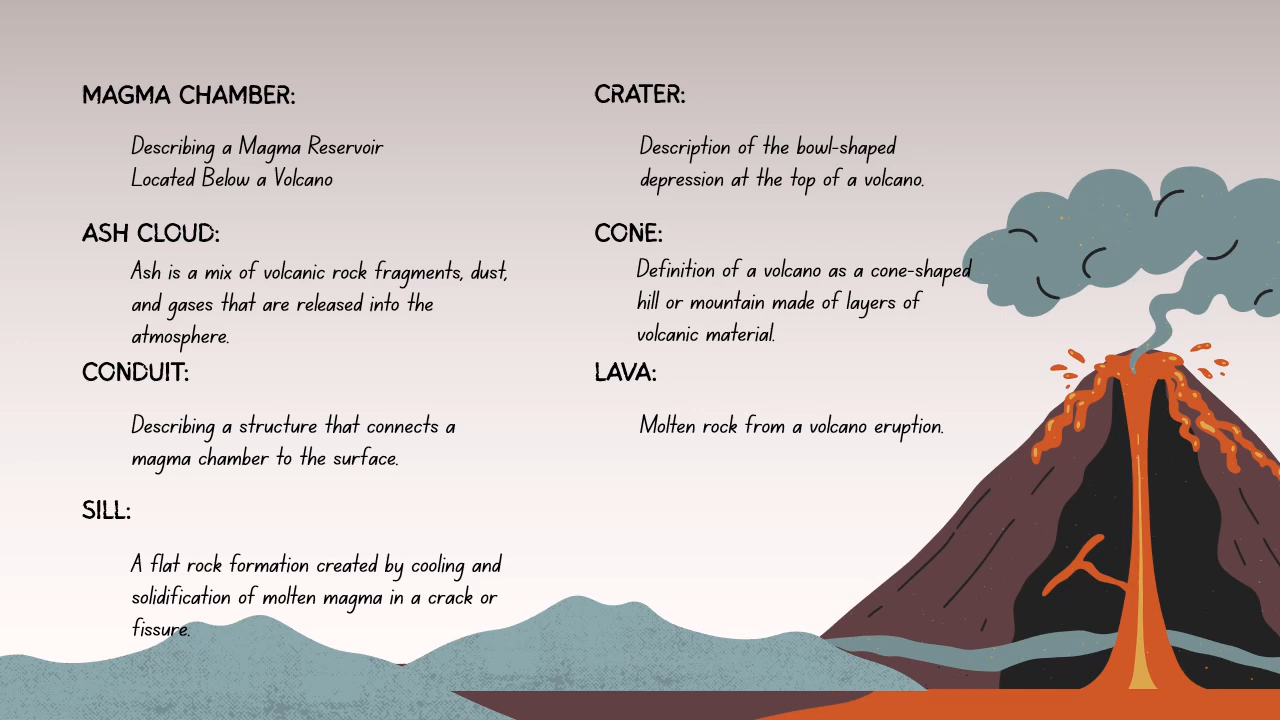 MAGMA CHAMBER:
Describing a Magma Reservoir
Located Below a Volcano
ASH CLOUD:
Ash is a mix of volcanic rock fragments, dust,
and gases that are released into the
atmosphere.
CONDUIT:
Describing a structure that connects a
magma chamber to the surface.
SILL:
A flat rock formation created by cooling and
solidification of molten magma in a crack or
fissure.
CRATER:
Description of the bowl-shaped
depression at the top of a volcano.
CONE:
Definition of a volcano as a cone-shaped
hill or mountain made of layers of
volcanic material.
LAVA:
Molten rock from a volcano eruption.